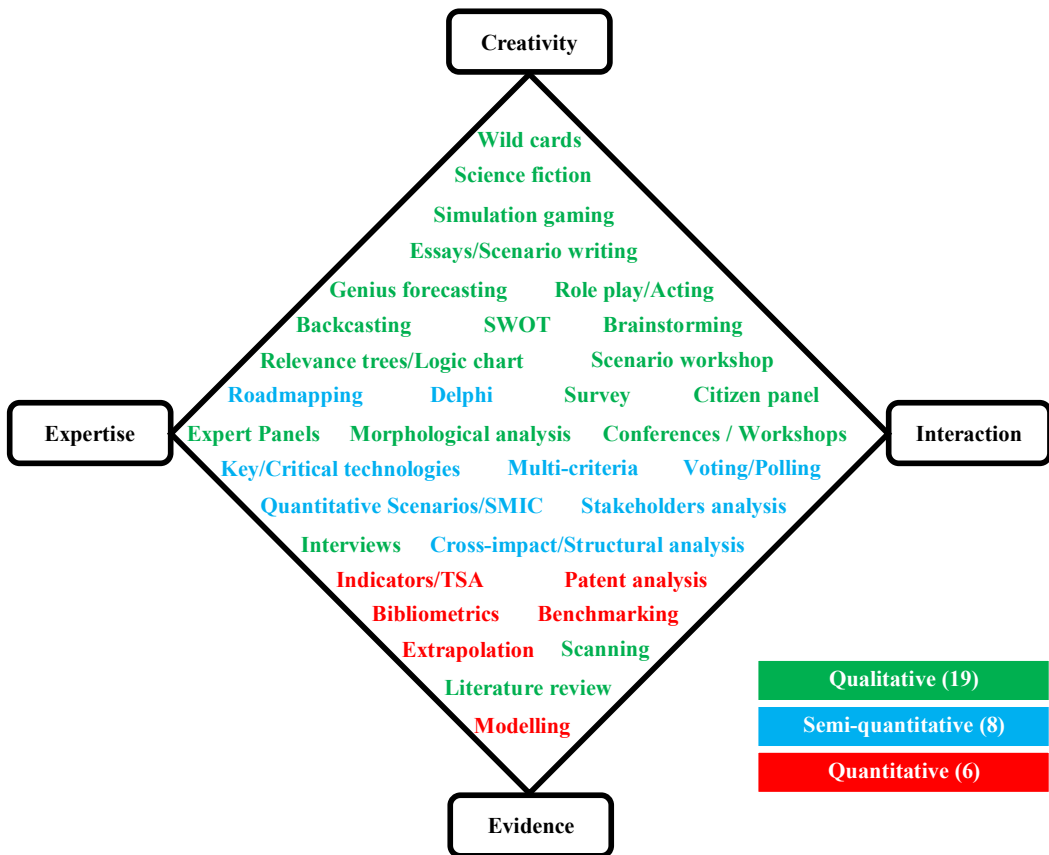 Creativity
Wild cards
Science fiction
Simulation gaming
Essays/Scenario writing
Genius forecasting Role play/Acting
Backcasting SWOT Brainstorming
Relevance trees/Logic chart Scenario workshop
Roadmapping Delphi Survey Citizen panel
Expertise Expert Panels Morphological analysis Conferences / Workshops Interaction
Key/Critical technologies Multi-criteria Voting/Polling
Quantitative Scenarios/SMIC Stakeholders analysis
Interviews Cross-impact/Structural analysis
Indicators/TSA Patent analysis
Bibliometrics Benchmarking
Extrapolation Scanning
Literature review
Modelling
Evidence
Qualitative (19)
Semi-quantitative (8)
Quantitative (6)